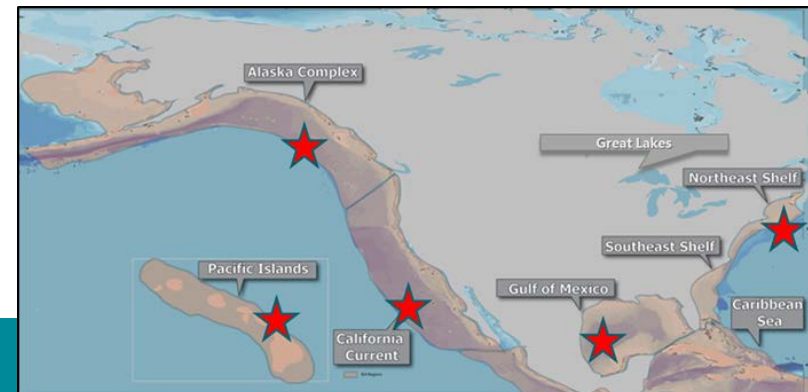 Alaska Complex
Great Lakes
Northeast Shelf
Southeast Shelf
Pacific Islands
Gulf of Mexico
Caribbean
Sea
California
Current